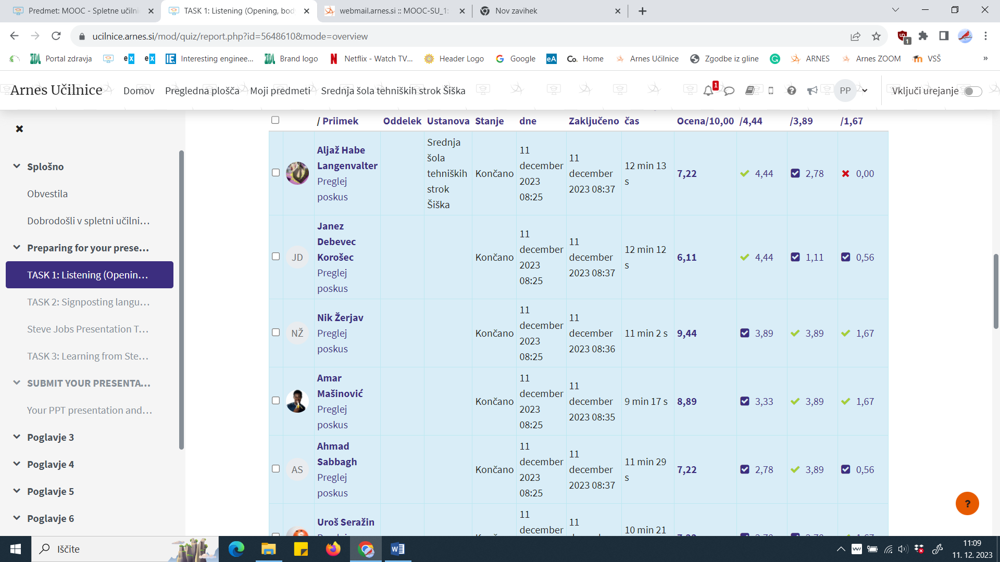 Predmet: MOOC - Spletne učilni
TASK 1: Listening (Opening, bod
webmail.arnes.si :: MOOC-SU_1:
Nov zavihek
ucilnice.arnes.si/mod/quiz/report.php?id=5648610&mode=overview
1
Portal zdravja
eX
eX
IE Interesting enginee...
Brand logo
N Netflix - Watch TV...
Header Logo
G Google
eA
Co. Home
Arnes Učilnice
Zgodbe iz gline
ARNES
Arnes ZOOM
VSŠ
»
Arnes Učilnice
Domov
Pregledna plošča
Moji predmeti
Srednja šola tehniških strok Šiška
1
PP
Vključi urejanje
Splošno
Obvestila
Dobrodošli v spletni učilni...
Preparing for your prese...
TASK 1: Listening (Openin...
TASK 2: Signposting langu...
Steve Jobs Presentation T...
TASK 3: Learning from Ste...
SUBMIT YOUR PRESENTA...
Your PPT presentation and...
Poglavje 3
Poglavje 4
Poglavje 5
Poglavje 6
/ Priimek Oddelek Ustanova Stanje dne Zaključeno čas Ocena/10,00 /4,44 /3,89 /1,67
Aljaž Habe
Langenvalter
Preglej
poskus
Srednja
šola
tehniških
strok
Šiška
Končano
11
december
2023
08:25
11
december
2023 08:37
12 min 13
s
7,22
4,44
2,78
0,00
JD
Janez
Debevec
Korošec
Preglej
poskus
Končano
11
december
2023
08:25
11
december
2023 08:37
12 min 12
s
6,11
4,44
1,11
0,56
NŽ
Nik Žerjav
Preglej
poskus
Končano
11
december
2023
08:25
11
december
2023 08:36
11 min 2 s
9,44
3,89
3,89
1,67
Amar
Mašinović
Preglej
poskus
Končano
11
december
2023
08:25
11
december
2023 08:35
9 min 17 s
8,89
3,33
3,89
1,67
AS
Ahmad
Sabbagh
Preglej
poskus
Končano
11
december
2023
08:25
11
december
2023 08:37
11 min 29
s
7,22
2,78
3,89
0,56
Uroš Seražin
11
december
11
10 min 21
?
Iščite
11:09
11. 12. 2023